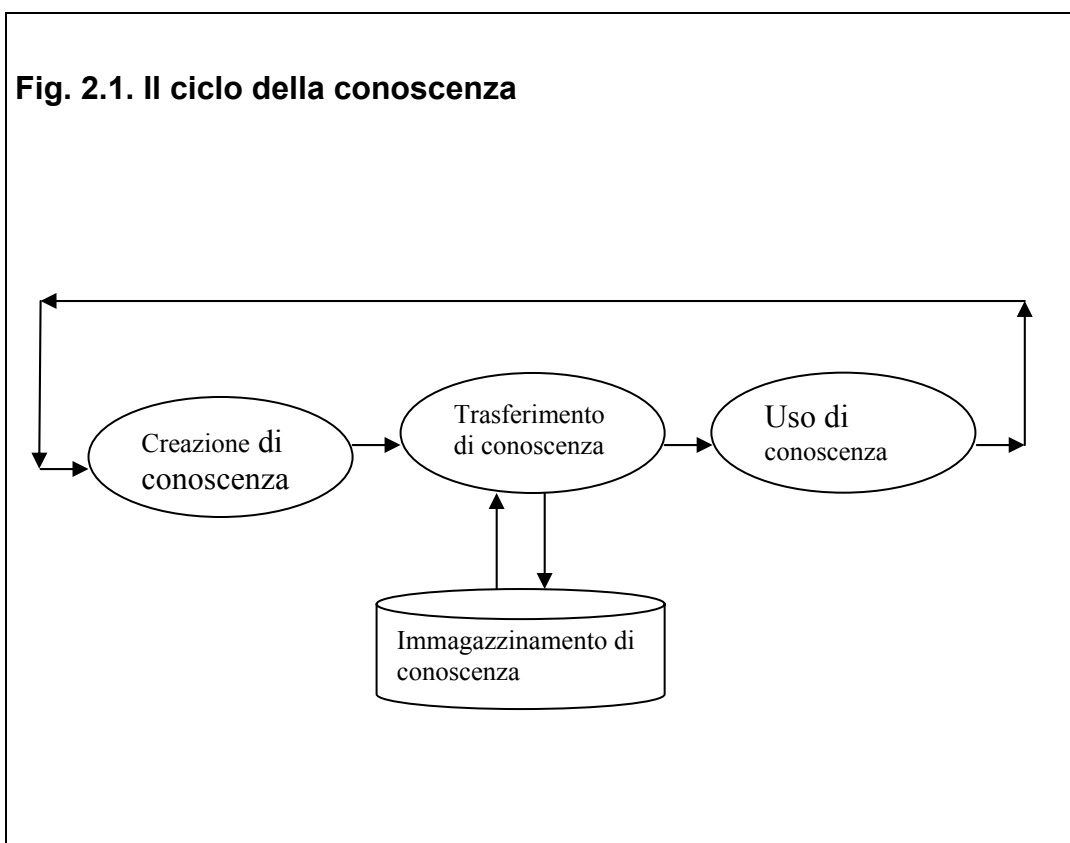 Fig. 2.1. Il ciclo della conoscenza
Creazione di
conoscenza
Trasferimento
di conoscenza
Uso di
conoscenza
Immagazzinamento di
conoscenza